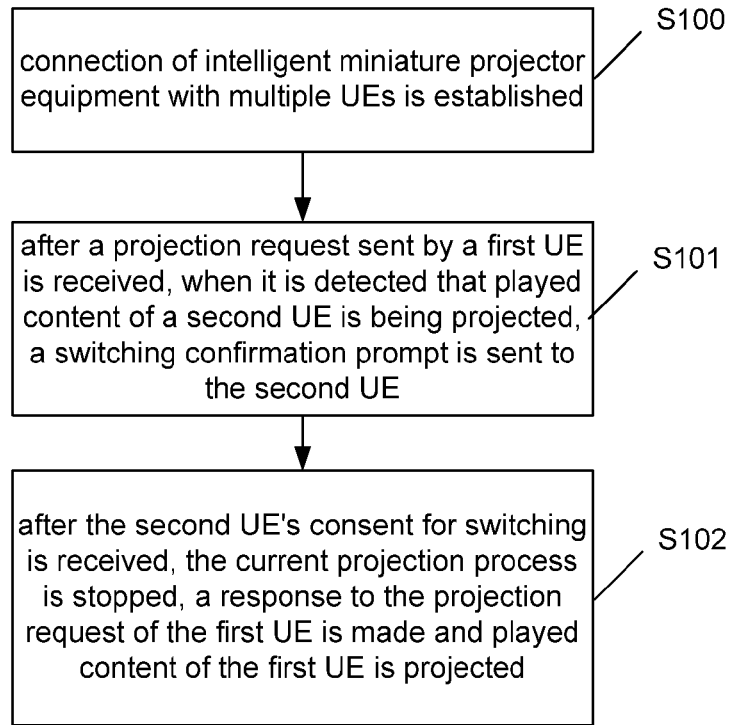 S100
connection of intelligent miniature projector
equipment with multiple UEs is established
after a projection request sent by a first UE
is received, when it is detected that played
content of a second UE is being projected,
a switching confirmation prompt is sent to
the second UE
S101
after the second UE's consent for switching
is received, the current projection process
is stopped, a response to the projection
request of the first UE is made and played
content of the first UE is projected
S102